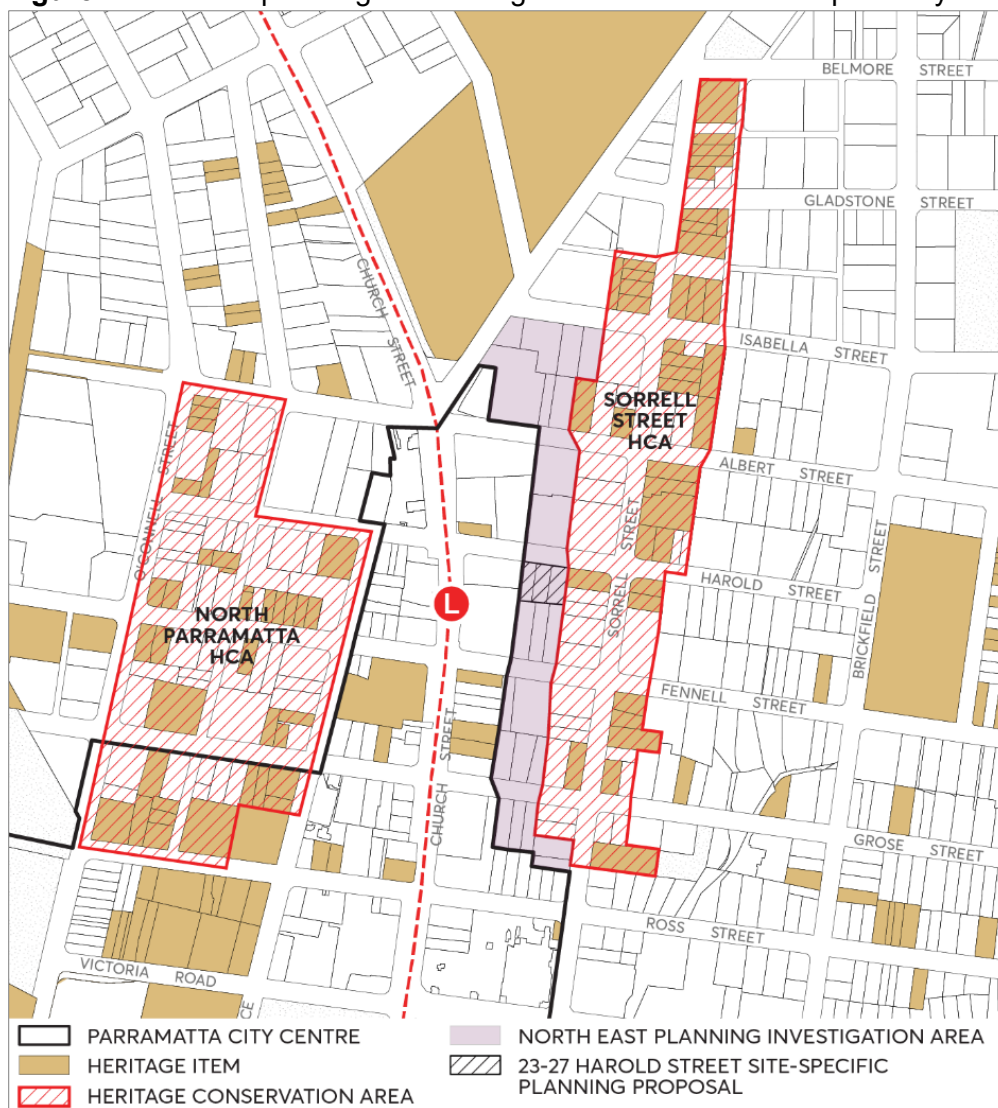 BELMORE STREET
GLADSTONE STREET
CHURCH STREET
ISABELLA STREET
SORRELL
STREET
HCA
O'CONNELL STREET
ALBERT STREET
SORRELL STREET
HAROLD STREET
BRICKFIELD STREET
L
NORTH
PARRAMATTA
HCA
FENNELL STREET
CHURCH STREET
GROSE STREET
ROSS STREET
VICTORIA ROAD
CE
PARRAMATTA CITY CENTRE
HERITAGE ITEM
HERITAGE CONSERVATION AREA
NORTH EAST PLANNING INVESTIGATION AREA
23-27 HAROLD STREET SITE-SPECIFIC
PLANNING PROPOSAL